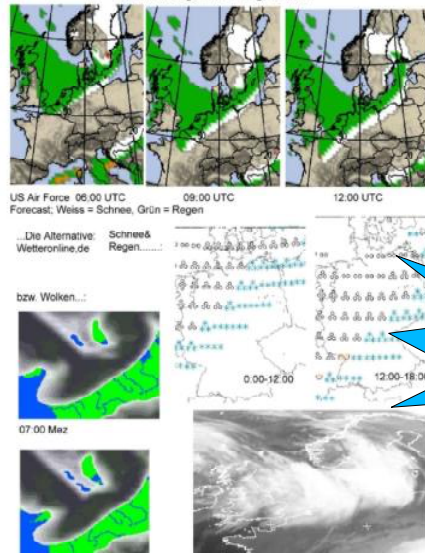 US Air Force 06:00 UTC 09:00 UTC 12:00 UTC
Forecast; Weiss = Schnee, Grün = Regen
...Die Alternative: Schnee&
Wetteronline,de Regen.......:
bzw. Wolken...:
0.00-12.00 12:00-18:00
07:00 Mez